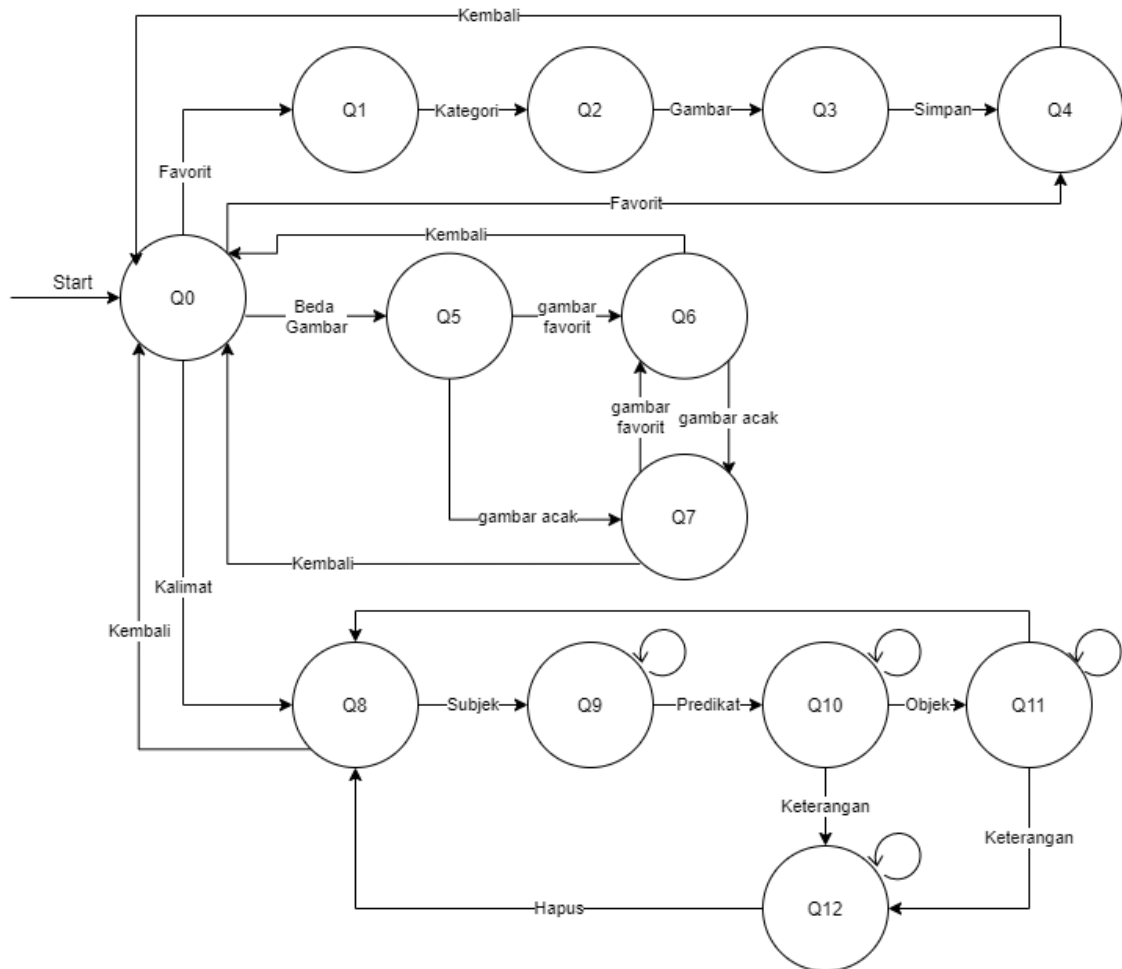 Kembali
Q1
Kategori
Q2
Gambar
Q3
Simpan
Q4
Favorit
Favorit
Kembali
Start
Q0
Beda
Gambar
Q5
gambar
favorit
Q6
gambar
favorit
gambar acak
gambar acak
Q7
Kembali
Kalimat
Kembali
Q8
Subjek
Q9
Predikat
Q10
Objek
Q11
Keterangan
Keterangan
Hapus
Q12